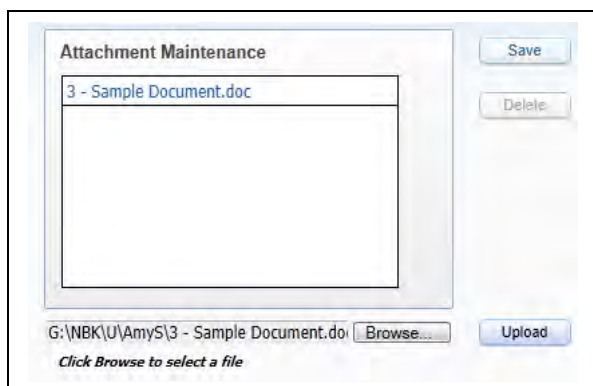 Attachment Maintenance
Save
3 - Sample Document.doc
Delete
G:\NBK\U\AmyS\3 - Sample Document.do
Browse...
Upload
Click Browse to select a file